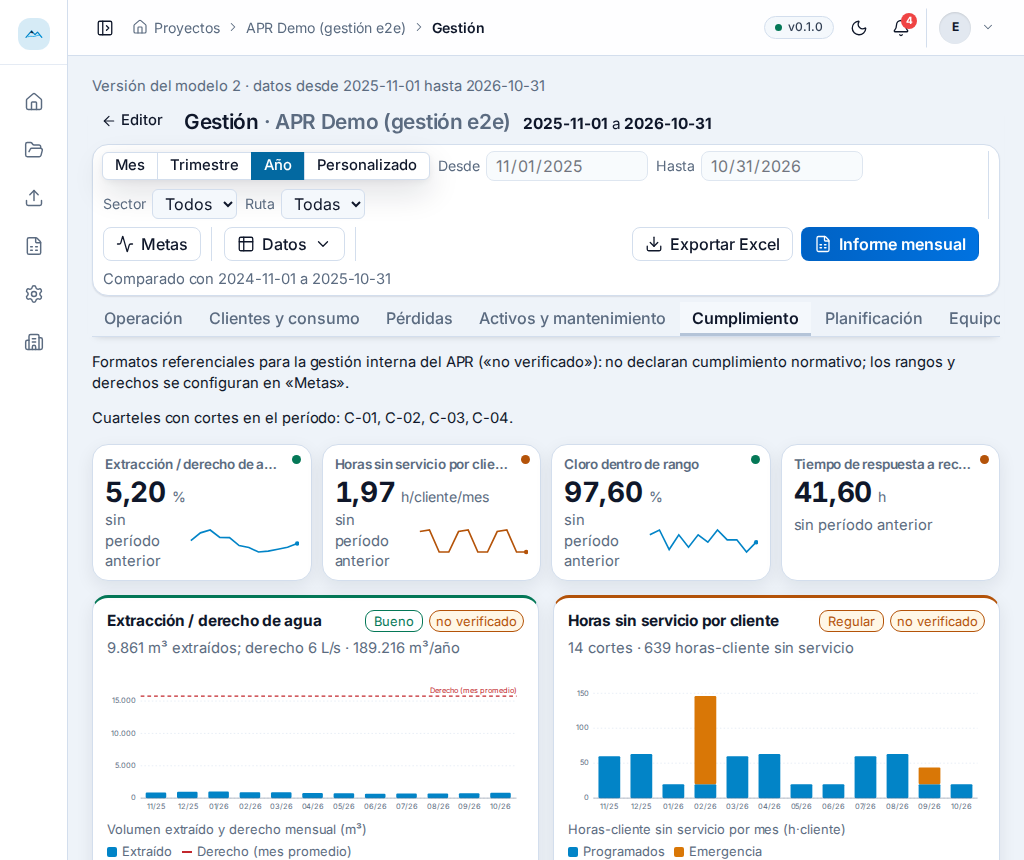 Proyectos > APR Demo (gestión e2e) > Gestión
v0.1.0
4
E
Versión del modelo 2 · datos desde 2025-11-01 hasta 2026-10-31
← Editor
Gestión · APR Demo (gestión e2e) 2025-11-01 a 2026-10-31
Mes Trimestre Año Personalizado Desde 11/01/2025 Hasta 10/31/2026
Sector Todos Ruta Todas
Metas Datos Exportar Excel Informe mensual
Comparado con 2024-11-01 a 2025-10-31
Operación Clientes y consumo Pérdidas Activos y mantenimiento Cumplimiento Planificación Equipo
Formatos referenciales para la gestión interna del APR («no verificado»): no declaran cumplimiento normativo; los rangos y
derechos se configuran en «Metas».
Cuarteles con cortes en el período: C-01, C-02, C-03, C-04.
Extracción / derecho de a...
5,20 %
sin
período
anterior
Horas sin servicio por clie...
1,97 h/cliente/mes
sin
período
anterior
Cloro dentro de rango
97,60 %
sin
período
anterior
Tiempo de respuesta a rec...
41,60 h
sin período anterior
Extracción / derecho de agua Bueno no verificado
9.861 m³ extraídos; derecho 6 L/s · 189.216 m³/año
Derecho (mes promedio)
15.000
10.000
5.000
0
11/25 12/25 01/26 02/26 03/26 04/26 05/26 06/26 07/26 08/26 09/26 10/26
Volumen extraído y derecho mensual (m³)
Extraído Derecho (mes promedio)
Horas sin servicio por cliente Regular no verificado
14 cortes · 639 horas-cliente sin servicio
150
100
50
0
11/25 12/25 01/26 02/26 03/26 04/26 05/26 06/26 07/26 08/26 09/26 10/26
Horas-cliente sin servicio por mes (h·cliente)
Programados Emergencia